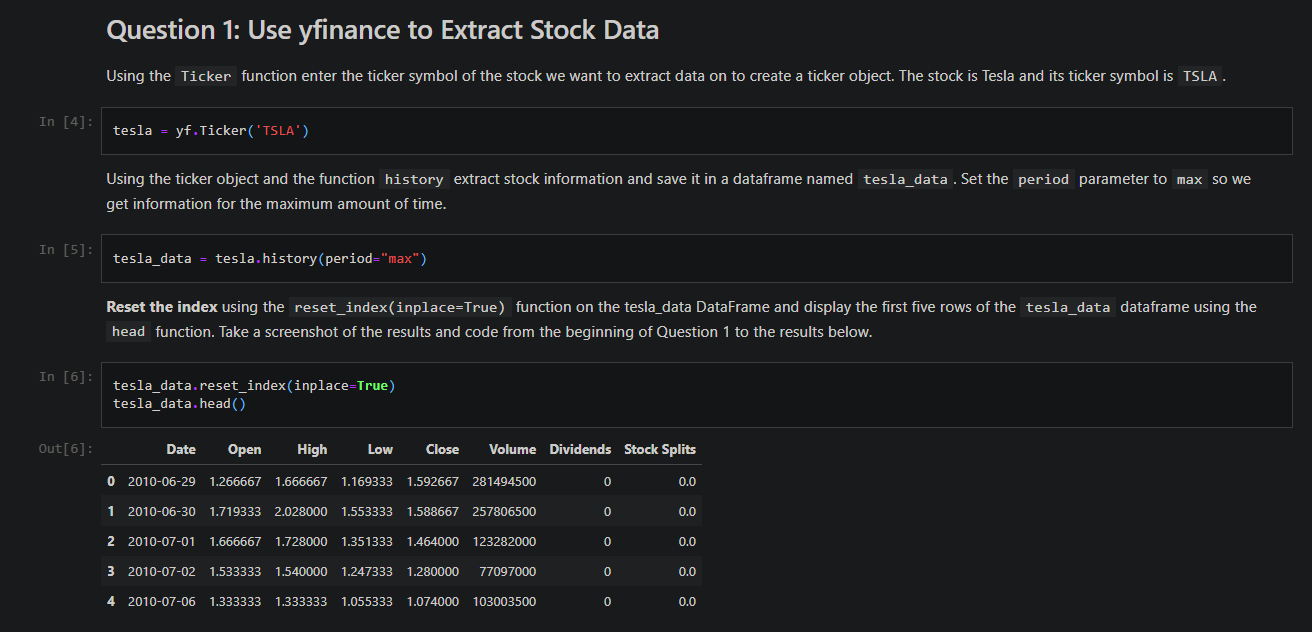 Question 1: Use yfinance to Extract Stock Data
Using the Ticker function enter the ticker symbol of the stock we want to extract data on to create a ticker object. The stock is Tesla and its ticker symbol is TSLA .
In [4]: tesla = yf.Ticker('TSLA')
Using the ticker object and the function history extract stock information and save it in a dataframe named tesla_data . Set the period parameter to max so we
get information for the maximum amount of time.
In [5]: tesla_data = tesla.history(period="max")
Reset the index using the reset_index(inplace=True) function on the tesla_data DataFrame and display the first five rows of the tesla_data dataframe using the
head function. Take a screenshot of the results and code from the beginning of Question 1 to the results below.
In [6]: tesla_data.reset_index(inplace=True)
tesla_data.head()
Out[6]: Date Open High Low Close Volume Dividends Stock Splits
0 2010-06-29 1.266667 1.666667 1.169333 1.592667 281494500 0 0.0
1 2010-06-30 1.719333 2.028000 1.553333 1.588667 257806500 0 0.0
2 2010-07-01 1.666667 1.728000 1.351333 1.464000 123282000 0 0.0
3 2010-07-02 1.533333 1.540000 1.247333 1.280000 77097000 0 0.0
4 2010-07-06 1.333333 1.333333 1.055333 1.074000 103003500 0 0.0